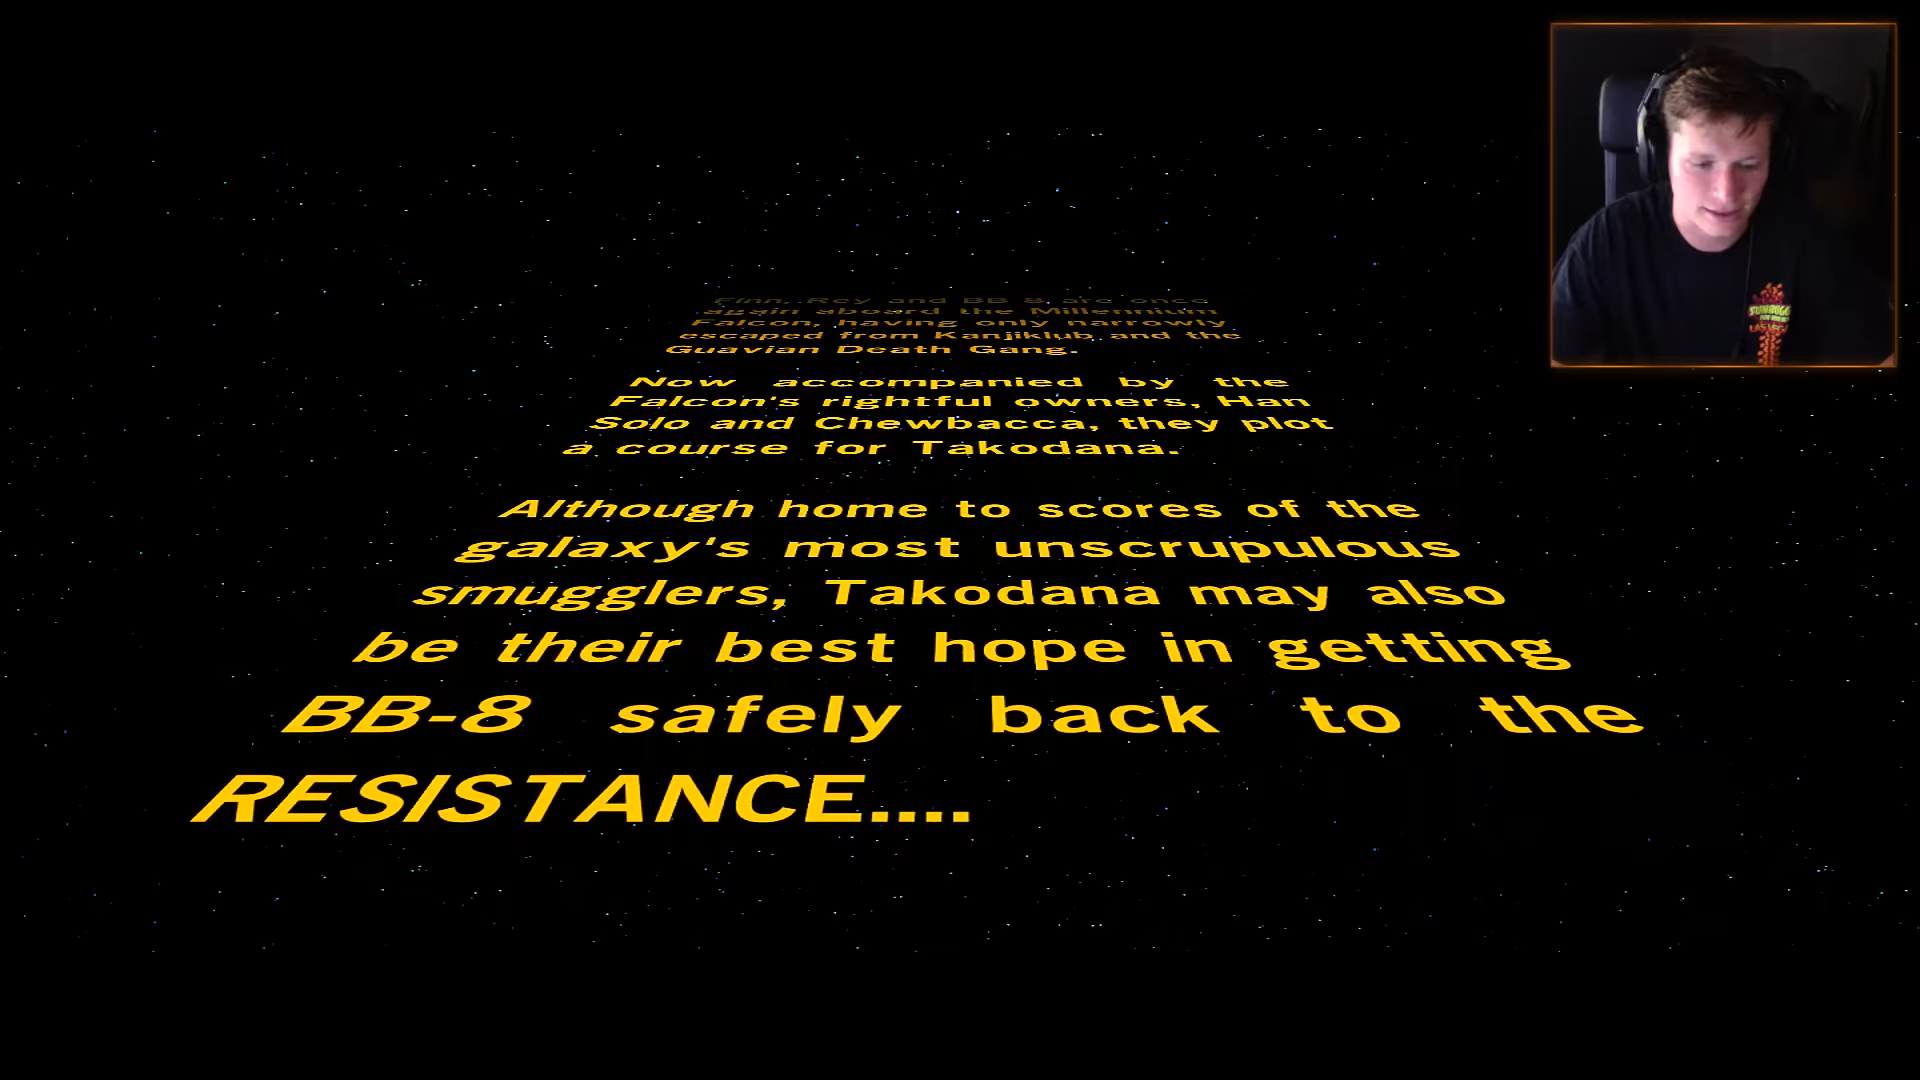 Finn, Rey and BB-8 are once
again aboard the Millennium
Falcon, having only narrowly
escaped from Kanjiklub and the
Guavian Death Gang.
Now accompanied by the
Falcon's rightful owners, Han
Solo and Chewbacca, they plot
a course for Takodana.
Although home to scores of the
galaxy's most unscrupulous
smugglers, Takodana may also
be their best hope in getting
BB-8 safely back to the
RESISTANCE....